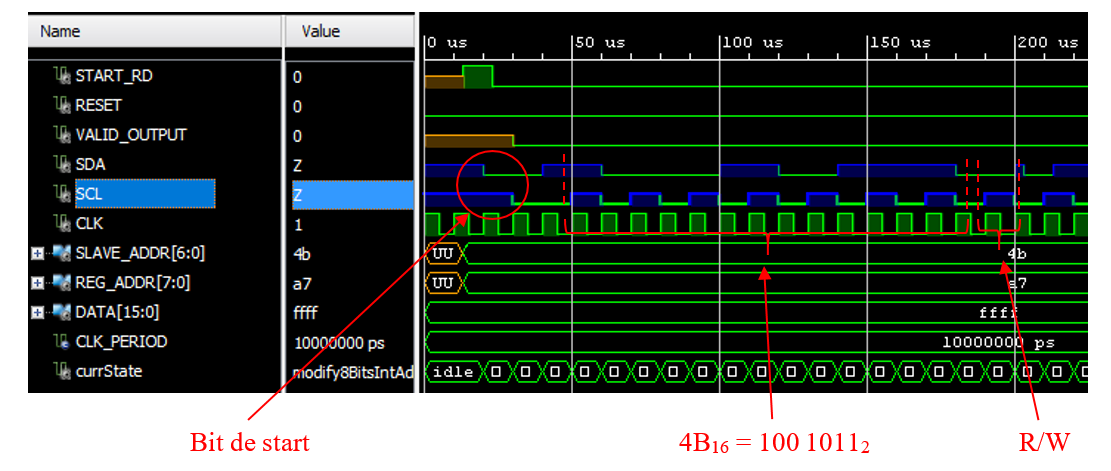 Name Value
0 us 50 us 100 us 150 us 200 us
START_RD 0
RESET 0
VALID_OUTPUT 0
SDA Z
SCL Z
CLK 1
SLAVE_ADDR[6:0] 4b UU 4b
REG_ADDR[7:0] a7 UU a7
DATA[15:0] ffff ffff
CLK_PERIOD 10000000 ps 10000000 ps
currState modify8BitsIntAd idle
Bit de start 4B₁₆ = 100 1011₂ R/W